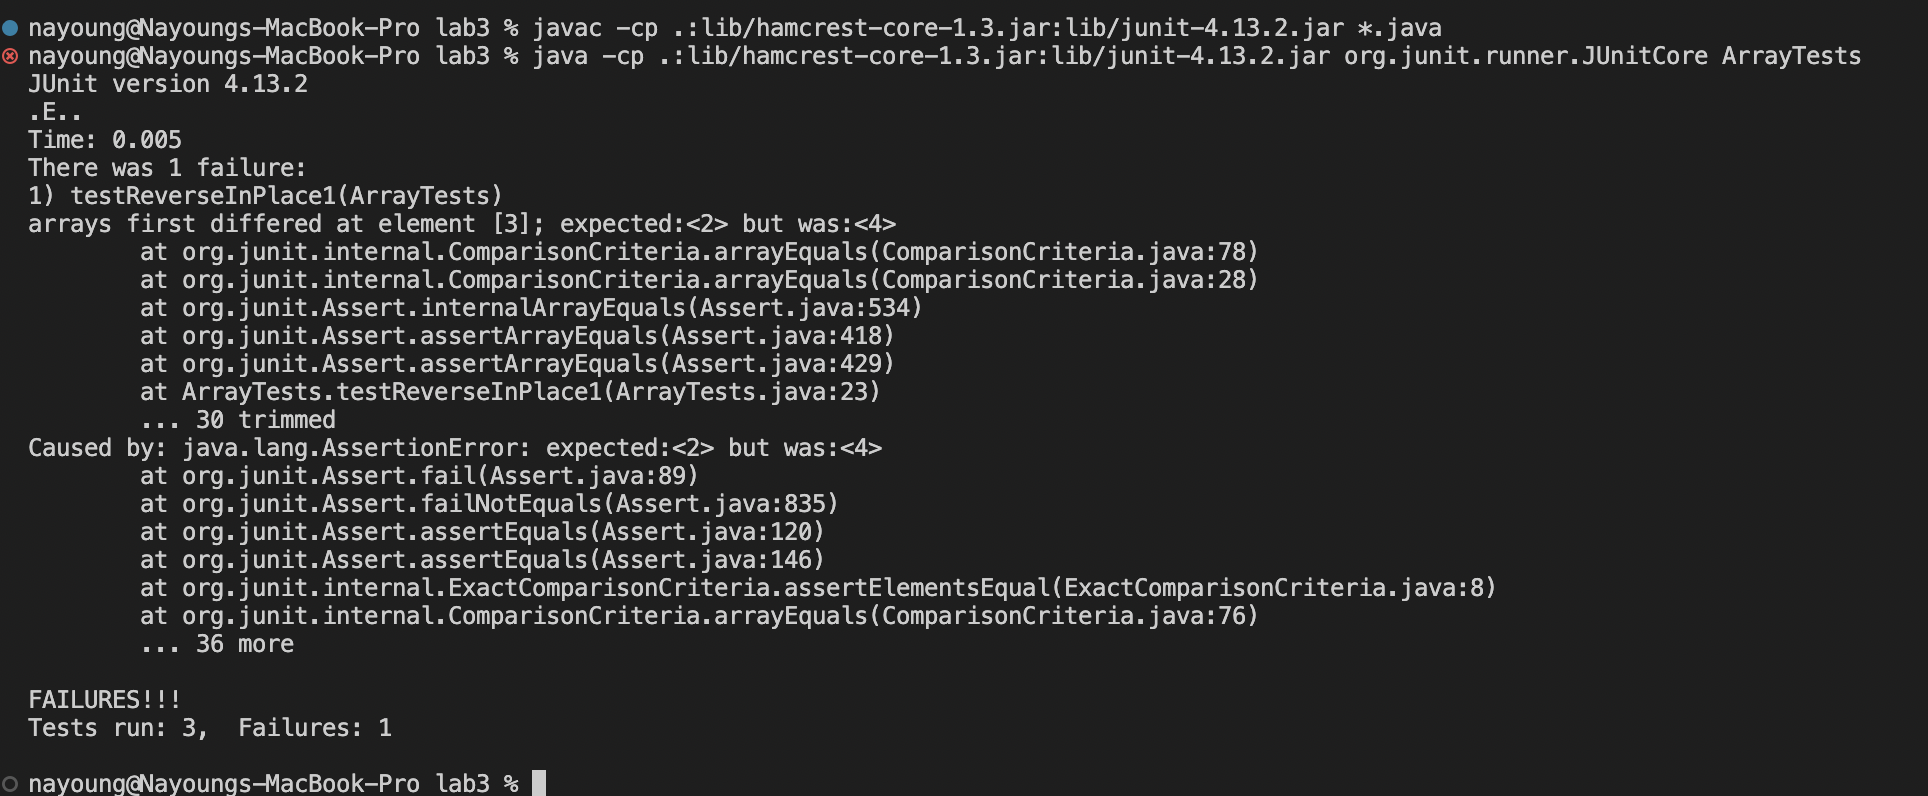 nayoung@Nayoungs-MacBook-Pro lab3 % javac -cp .:lib/hamcrest-core-1.3.jar:lib/junit-4.13.2.jar *.java
nayoung@Nayoungs-MacBook-Pro lab3 % java -cp .:lib/hamcrest-core-1.3.jar:lib/junit-4.13.2.jar org.junit.runner.JUnitCore ArrayTests
JUnit version 4.13.2
.E..
Time: 0.005
There was 1 failure:
1) testReverseInPlace1(ArrayTests)
arrays first differed at element [3]; expected:<2> but was:<4>
        at org.junit.internal.ComparisonCriteria.arrayEquals(ComparisonCriteria.java:78)
        at org.junit.internal.ComparisonCriteria.arrayEquals(ComparisonCriteria.java:28)
        at org.junit.Assert.internalArrayEquals(Assert.java:534)
        at org.junit.Assert.assertArrayEquals(Assert.java:418)
        at org.junit.Assert.assertArrayEquals(Assert.java:429)
        at ArrayTests.testReverseInPlace1(ArrayTests.java:23)
        ... 30 trimmed
Caused by: java.lang.AssertionError: expected:<2> but was:<4>
        at org.junit.Assert.fail(Assert.java:89)
        at org.junit.Assert.failNotEquals(Assert.java:835)
        at org.junit.Assert.assertEquals(Assert.java:120)
        at org.junit.Assert.assertEquals(Assert.java:146)
        at org.junit.internal.ExactComparisonCriteria.assertElementsEqual(ExactComparisonCriteria.java:8)
        at org.junit.internal.ComparisonCriteria.arrayEquals(ComparisonCriteria.java:76)
        ... 36 more

FAILURES!!!
Tests run: 3,  Failures: 1

nayoung@Nayoungs-MacBook-Pro lab3 %